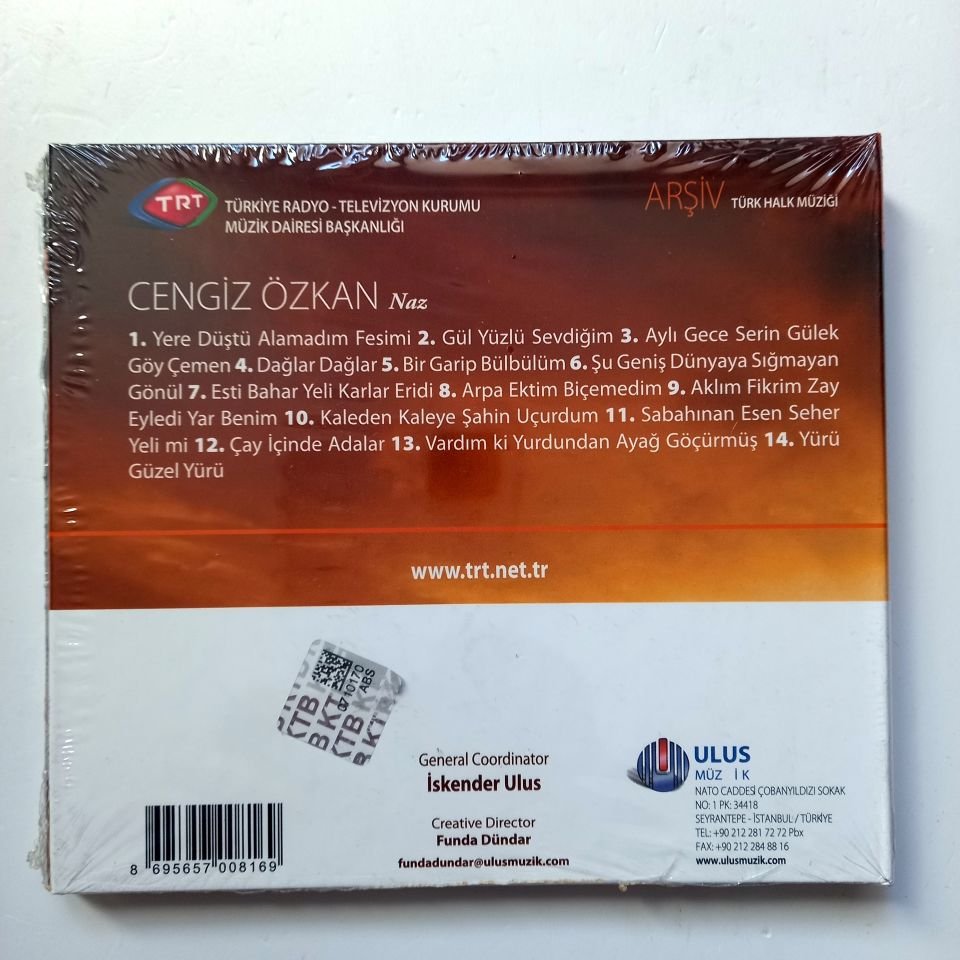 TRT
TÜRKİYE RADYO - TELEVİZYON KURUMU
MÜZİK DAİRESİ BAŞKANLIĞI
ARŞİV TÜRK HALK MÜZİĞİ
CENGİZ ÖZKAN Naz
1. Yere Düştü Alamadım Fesimi 2. Gül Yüzlü Sevdiğim 3. Aylı Gece Serin Gülek
Göy Çemen 4. Dağlar Dağlar 5. Bir Garip Bülbülüm 6. Şu Geniş Dünyaya Sığmayan
Gönül 7. Esti Bahar Yeli Karlar Eridi 8. Arpa Ektim Biçemedim 9. Aklım Fikrim Zay
Eyledi Yar Benim 10. Kaleden Kaleye Şahin Uçurdum 11. Sabahınan Esen Seher
Yeli mi 12. Çay İçinde Adalar 13. Vardım ki Yurdundan Ayağ Göçürmüş 14. Yürü
Güzel Yürü
www.trt.net.tr
0710170
ABS
KTB
General Coordinator
İskender Ulus
Creative Director
Funda Dündar
fundadundar@ulusmuzik.com
ULUS
MÜZ İK
NATO CADDESİ ÇOBANYILDIZI SOKAK
NO: 1 PK: 34418
SEYRANTEPE - İSTANBUL / TÜRKİYE
TEL: +90 212 281 72 72 Pbx
FAX: +90 212 284 88 16
www.ulusmuzik.com
8 695657 008169